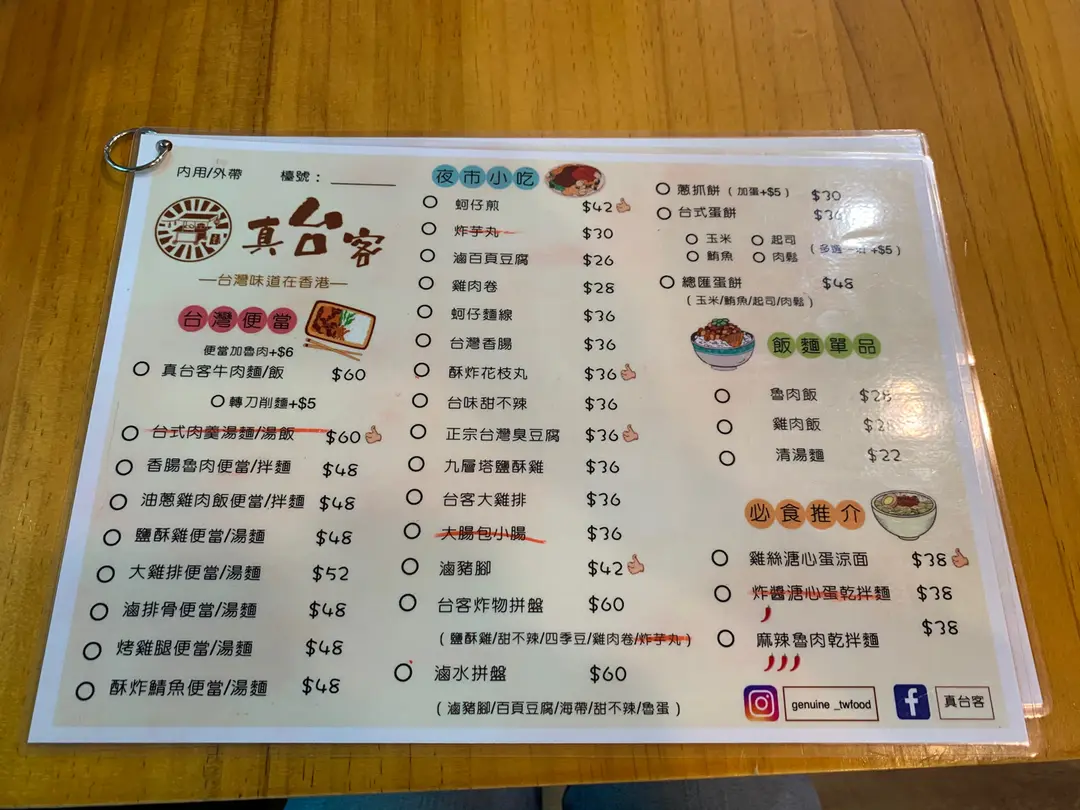 內用/外帶 檯號：
真台客
—台灣味道在香港—
台灣便當
便當加魯肉+$6
真台客牛肉麵/飯 $60
轉刀削麵+$5
台式肉羹湯麵/湯飯 $60
香腸魯肉便當/拌麵 $48
油蔥雞肉飯便當/拌麵 $48
鹽酥雞便當/湯麵 $48
大雞排便當/湯麵 $52
滷排骨便當/湯麵 $48
烤雞腿便當/湯麵 $48
酥炸鯖魚便當/湯麵 $48
夜市小吃
蚵仔煎 $42
炸芋丸 $30
滷百頁豆腐 $26
雞肉卷 $28
蚵仔麵線 $36
台灣香腸 $36
酥炸花枝丸 $36
台味甜不辣 $36
正宗台灣臭豆腐 $36
九層塔鹽酥雞 $36
台客大雞排 $36
大腸包小腸 $36
滷豬腳 $42
台客炸物拼盤 $60
（鹽酥雞/甜不辣/四季豆/雞肉卷/炸芋丸）
滷水拼盤 $60
（滷豬腳/百頁豆腐/海帶/甜不辣/魯蛋）
蔥抓餅（加蛋+$5） $30
台式蛋餅
玉米 起司
鮪魚 肉鬆
+$5）
總匯蛋餅 $48
（玉米/鮪魚/起司/肉鬆）
飯麵單品
魯肉飯 $28
雞肉飯 $28
清湯麵 $22
必食推介
雞絲溏心蛋涼面 $38
炸醬溏心蛋乾拌麵 $38
麻辣魯肉乾拌麵 $38
genuine _twfood
真台客